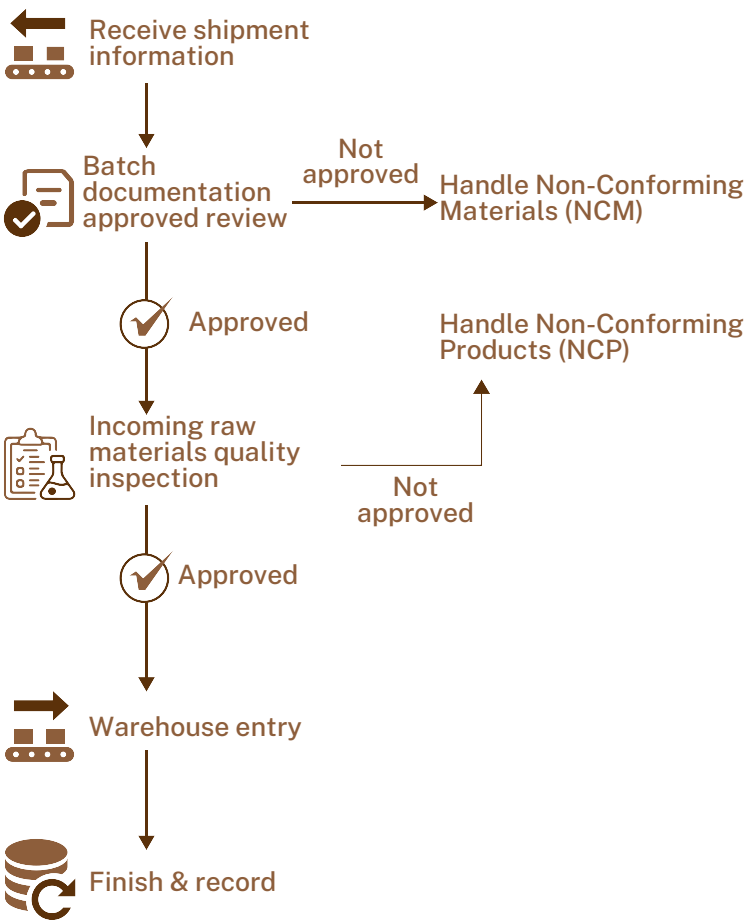 Receive shipment
information
Batch
documentation
approved review
Not
approved
Handle Non-Conforming
Materials (NCM)
Approved
Handle Non-Conforming
Products (NCP)
Incoming raw
materials quality
inspection
Not
approved
Approved
Warehouse entry
Finish & record